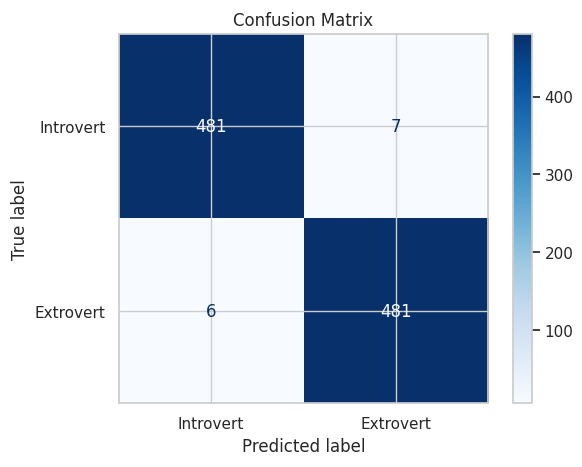 Confusion Matrix
True label
Introvert
481
7
Extrovert
6
481
Introvert
Extrovert
Predicted label
400
300
200
100